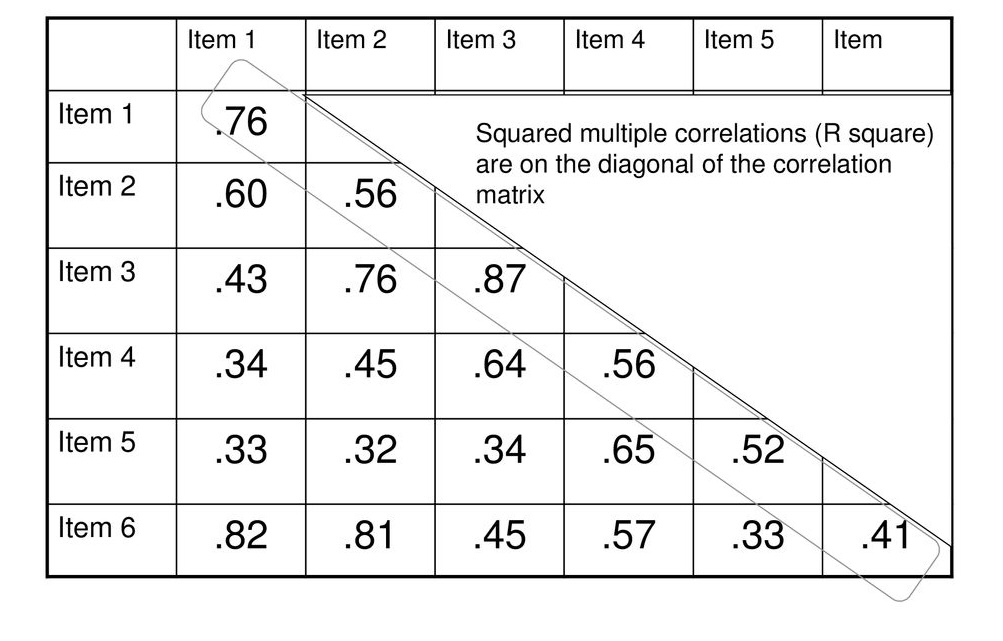 Item 1 Item 2 Item 3 Item 4 Item 5 Item
Item 1 .76
Squared multiple correlations (R square)
are on the diagonal of the correlation
matrix
Item 2 .60 .56
Item 3 .43 .76 .87
Item 4 .34 .45 .64 .56
Item 5 .33 .32 .34 .65 .52
Item 6 .82 .81 .45 .57 .33 .41